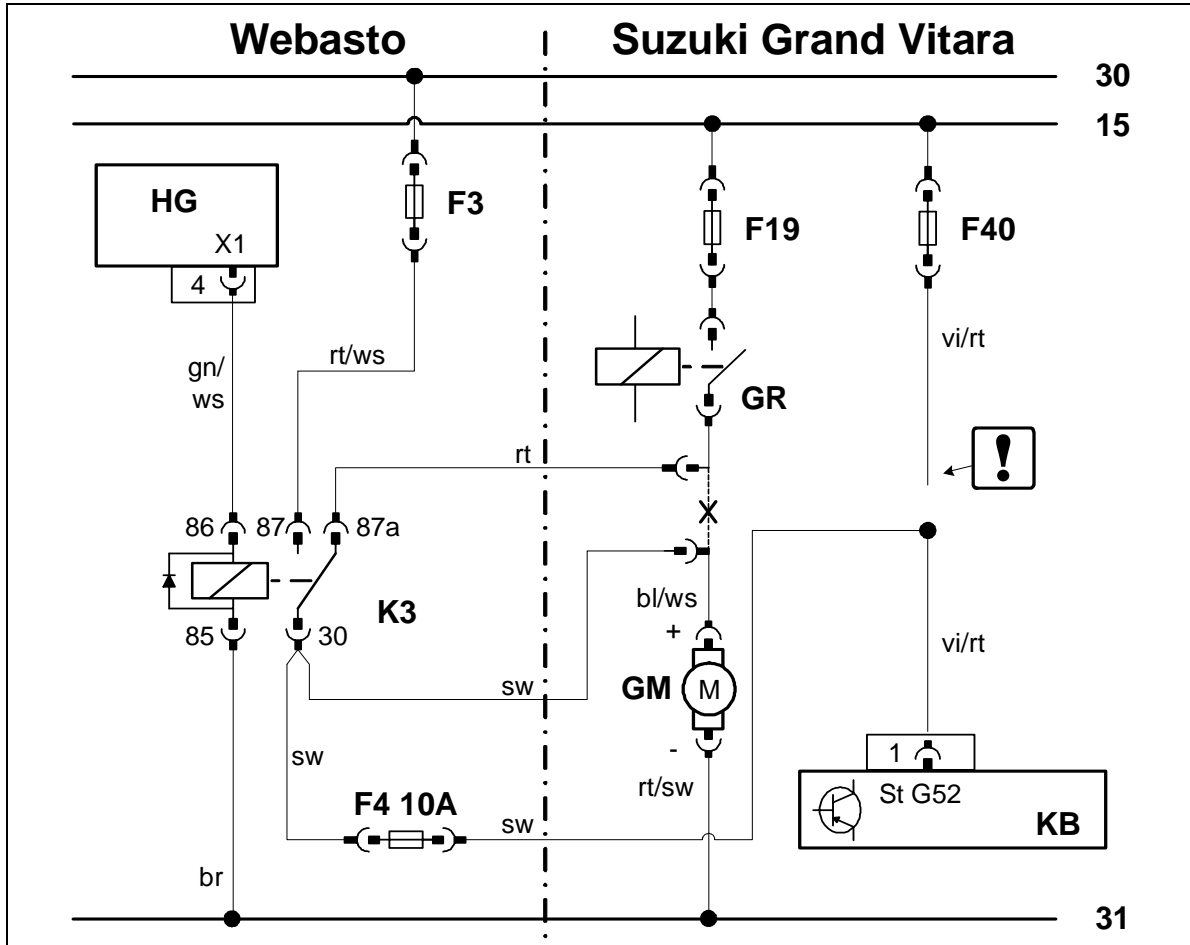 Webasto
Suzuki Grand Vitara
30
15
HG
X1
4
F3
F19
F40
gn/
ws
rt/ws
vi/rt
GR
!
rt
86
87
87a
K3
85
30
bl/ws
+
GM
M
-
vi/rt
sw
sw
rt/sw
1
St G52
KB
F4 10A
sw
br
31